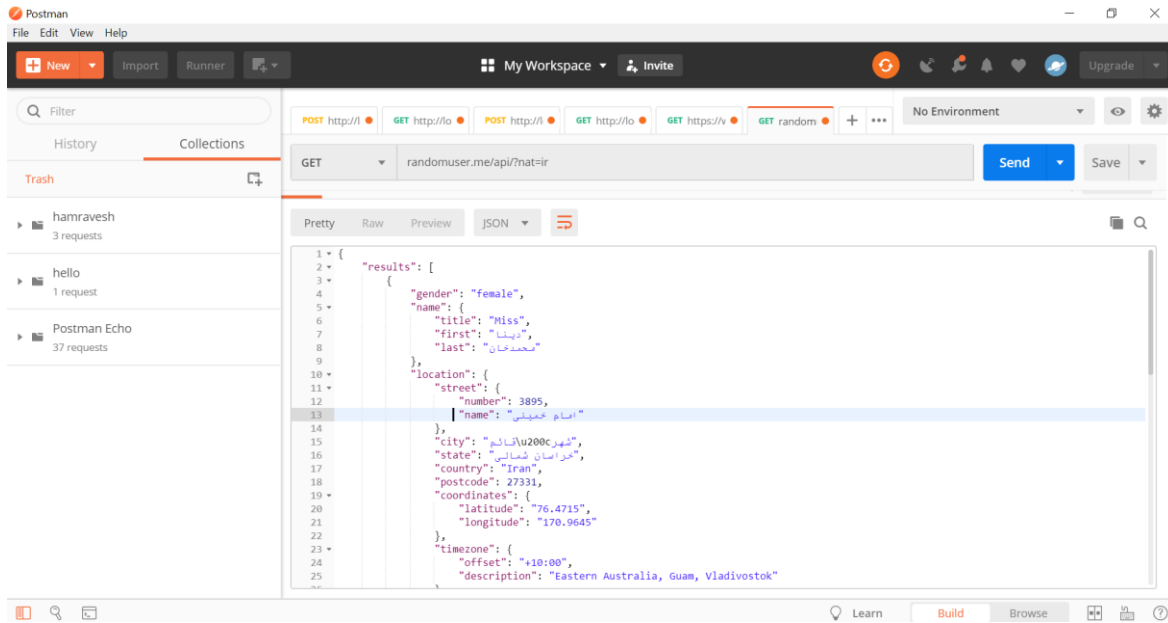 Postman
File Edit View Help
New Import Runner My Workspace Invite Upgrade
Filter
History Collections
Trash
hamravesh
3 requests
hello
1 request
Postman Echo
37 requests
POST http://l GET http://lo POST http://l GET http://lo GET https://v GET random + ••• No Environment
GET randomuser.me/api/?nat=ir Send Save
Pretty Raw Preview JSON
1 {
2 "results": [
3 {
4 "gender": "female",
5 "name": {
6 "title": "Miss",
7 "first": "دینا",
8 "last": "محمدخان"
9 },
10 "location": {
11 "street": {
12 "number": 3895,
13 "name": "امام خمینی"
14 },
15 "city": "شهر\u200cقائم",
16 "state": "خراسان شمالی",
17 "country": "Iran",
18 "postcode": 27331,
19 "coordinates": {
20 "latitude": "76.4715",
21 "longitude": "170.9645"
22 },
23 "timezone": {
24 "offset": "+10:00",
25 "description": "Eastern Australia, Guam, Vladivostok"
Learn Build Browse